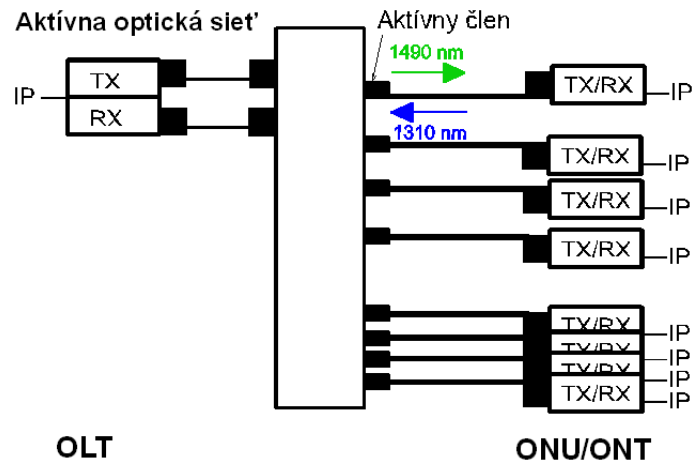 Aktívna optická sieť
Aktívny člen
1490 nm
TX
IP
RX
1310 nm
TX/RX
IP
TX/RX
IP
TX/RX
IP
TX/RX
IP
TX/RX
IP
TX/RX
IP
TX/RX
IP
TX/RX
IP
OLT
ONU/ONT